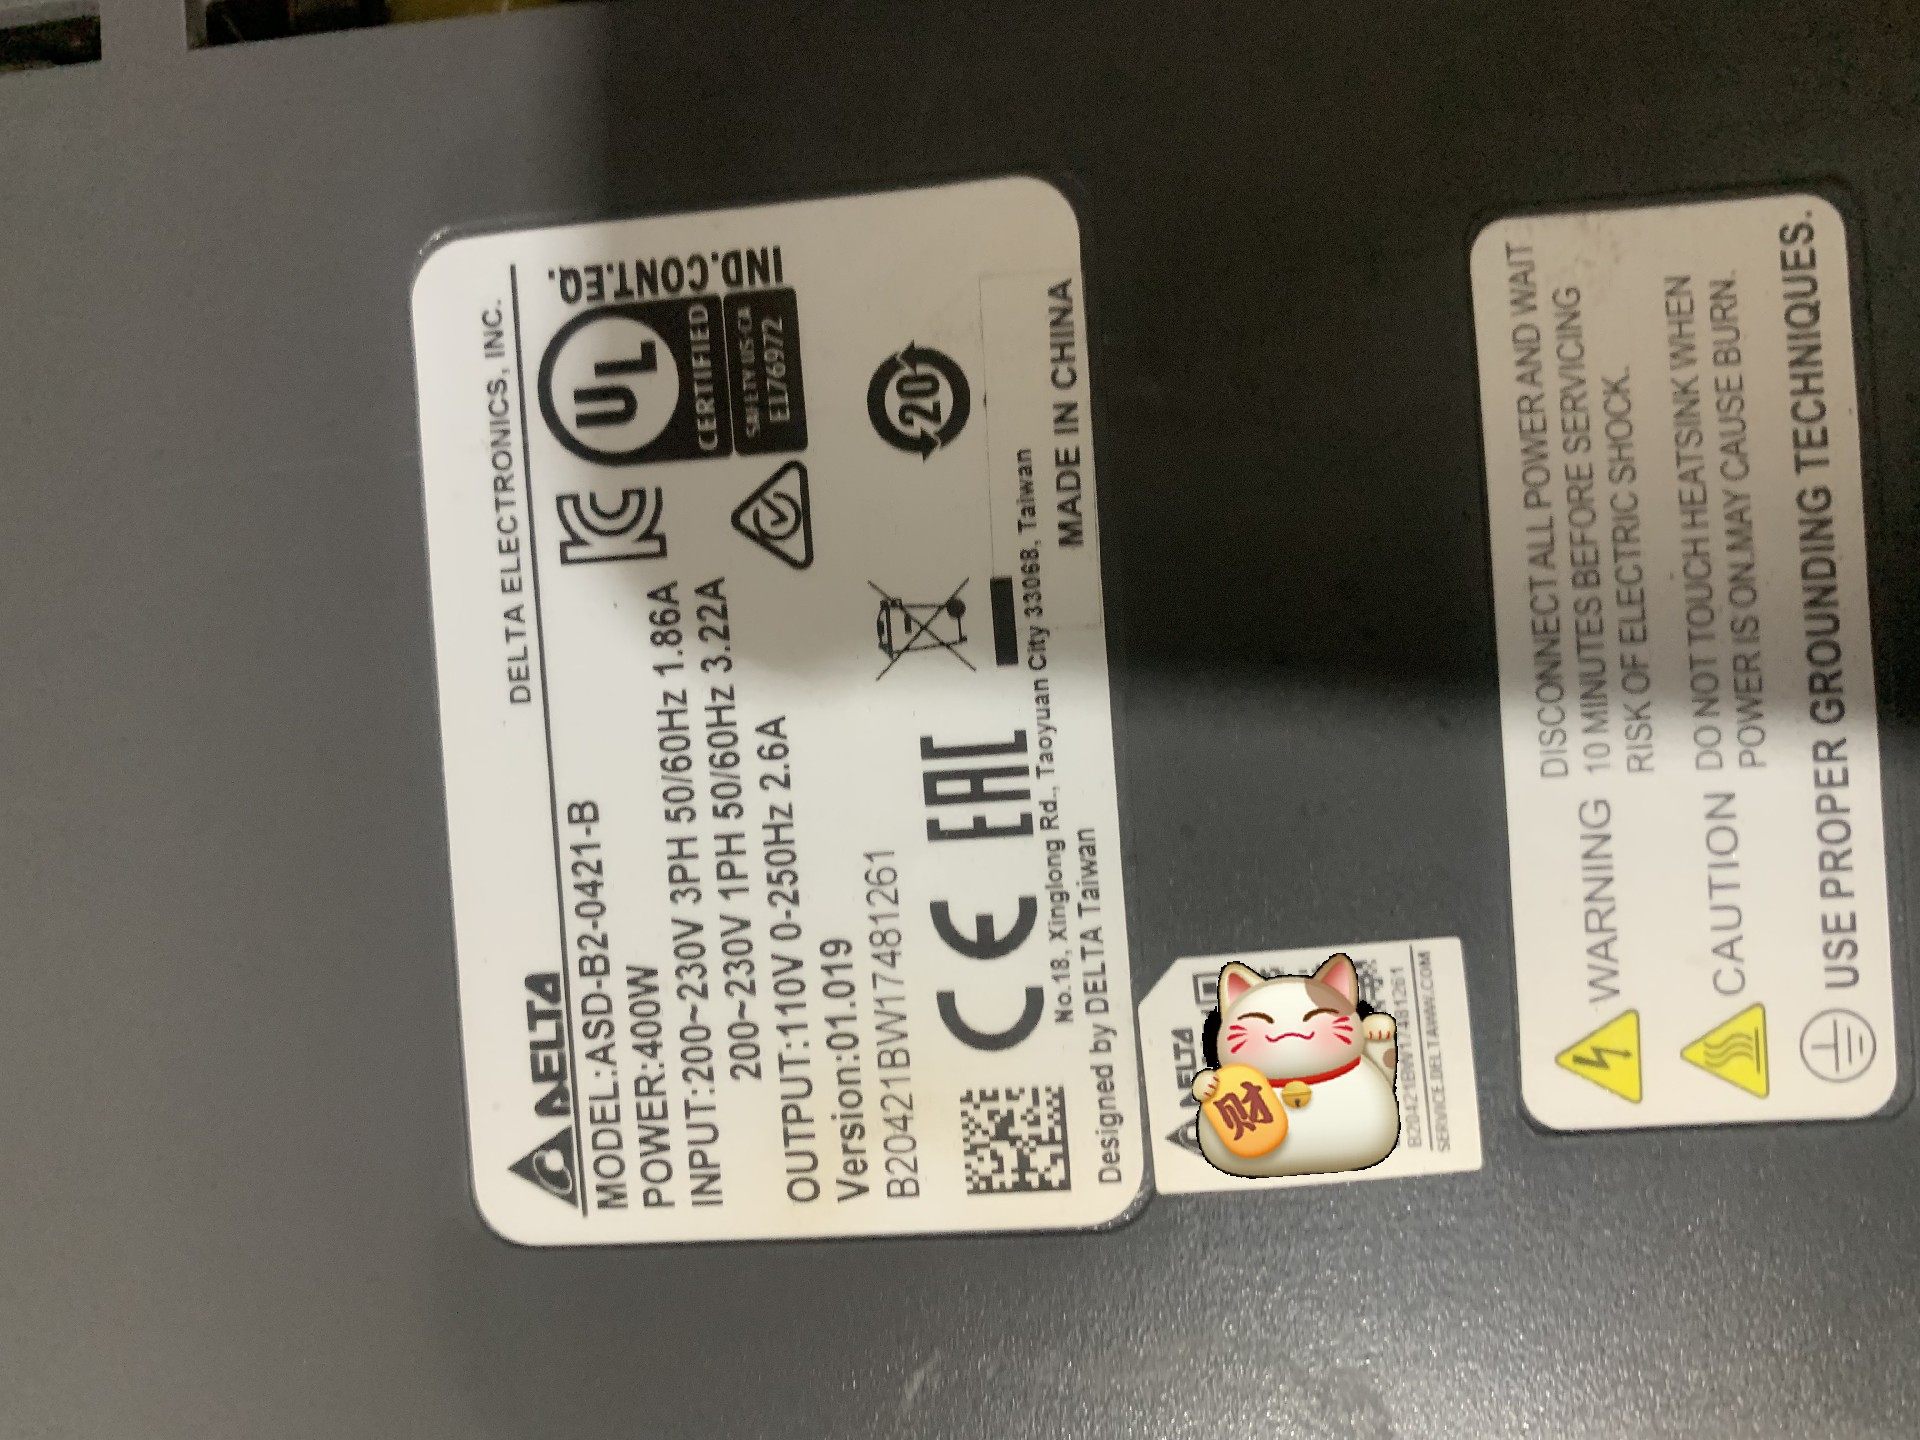 DELTA
DELTA ELECTRONICS, INC.
MODEL:ASD-B2-0421-B
POWER:400W
INPUT:200~230V 3PH 50/60Hz 1.86A
200~230V 1PH 50/60Hz 3.22A
OUTPUT:110V 0-250Hz 2.6A
Version:01.019
B20421BW17481261
UL
CERTIFIED
SAFETY US-CA
E176972
IND.CONT.EQ.
20
CE EAC
No.18, Xinglong Rd., Taoyuan City 33068, Taiwan
Designed by DELTA Taiwan
MADE IN CHINA
DELTA
财
B20421BW17481261
SERVICE.DELTAWW.COM
WARNING
DISCONNECT ALL POWER AND WAIT
10 MINUTES BEFORE SERVICING
RISK OF ELECTRIC SHOCK.
CAUTION
DO NOT TOUCH HEATSINK WHEN
POWER IS ON.MAY CAUSE BURN.
USE PROPER GROUNDING TECHNIQUES.